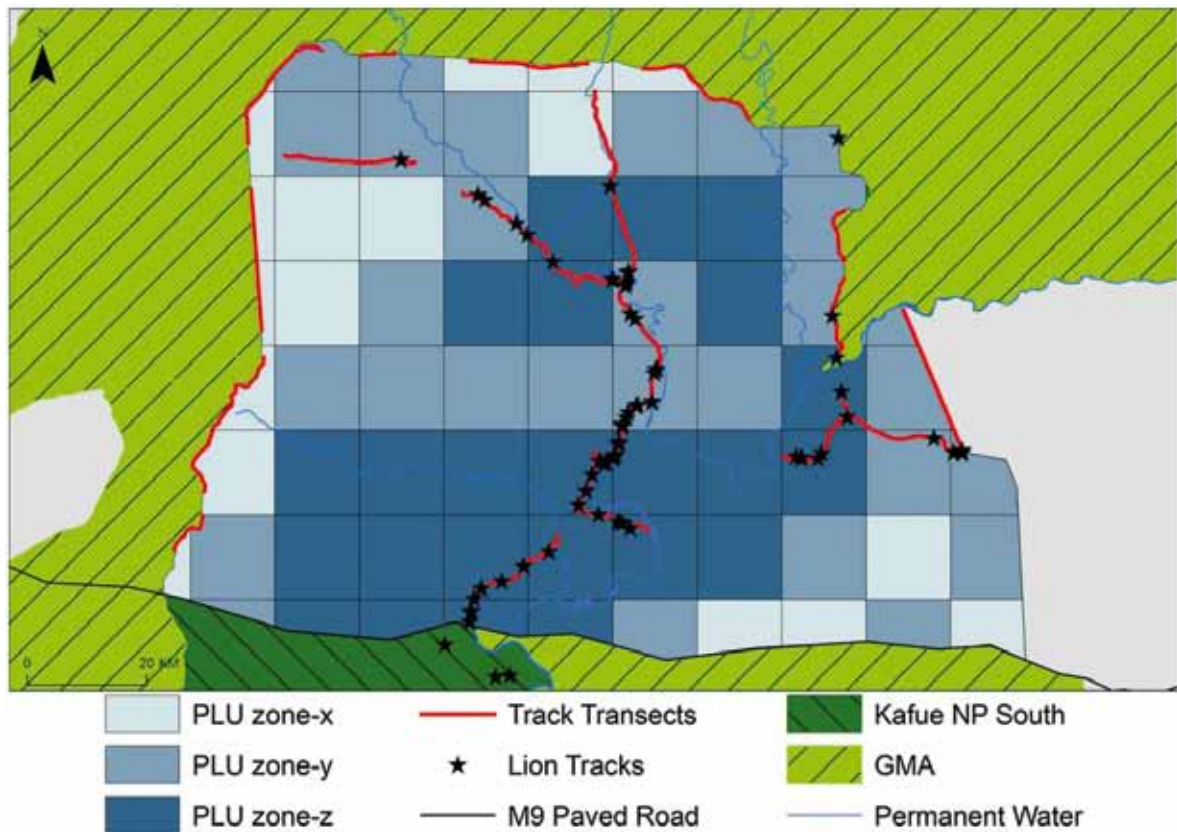 0 20 KM
PLU zone-x Track Transects Kafue NP South
PLU zone-y Lion Tracks GMA
PLU zone-z M9 Paved Road Permanent Water